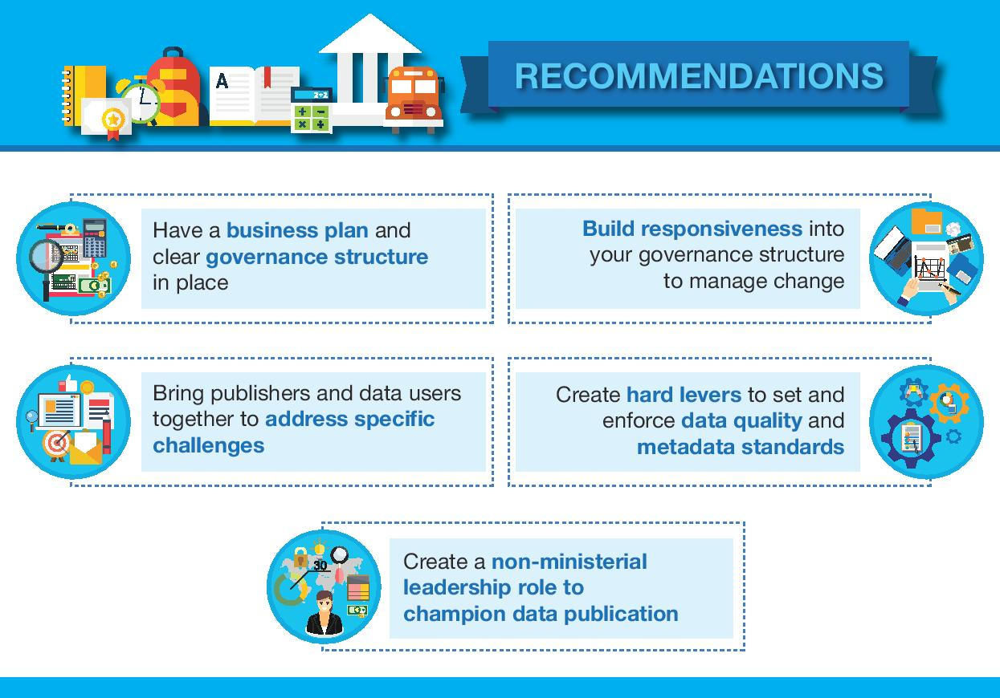 A
2+2
RECOMMENDATIONS
Have a business plan and
clear governance structure
in place
Build responsiveness into
your governance structure
to manage change
Bring publishers and data users
together to address specific
challenges
Create hard levers to set and
enforce data quality and
metadata standards
30
Create a non-ministerial
leadership role to
champion data publication